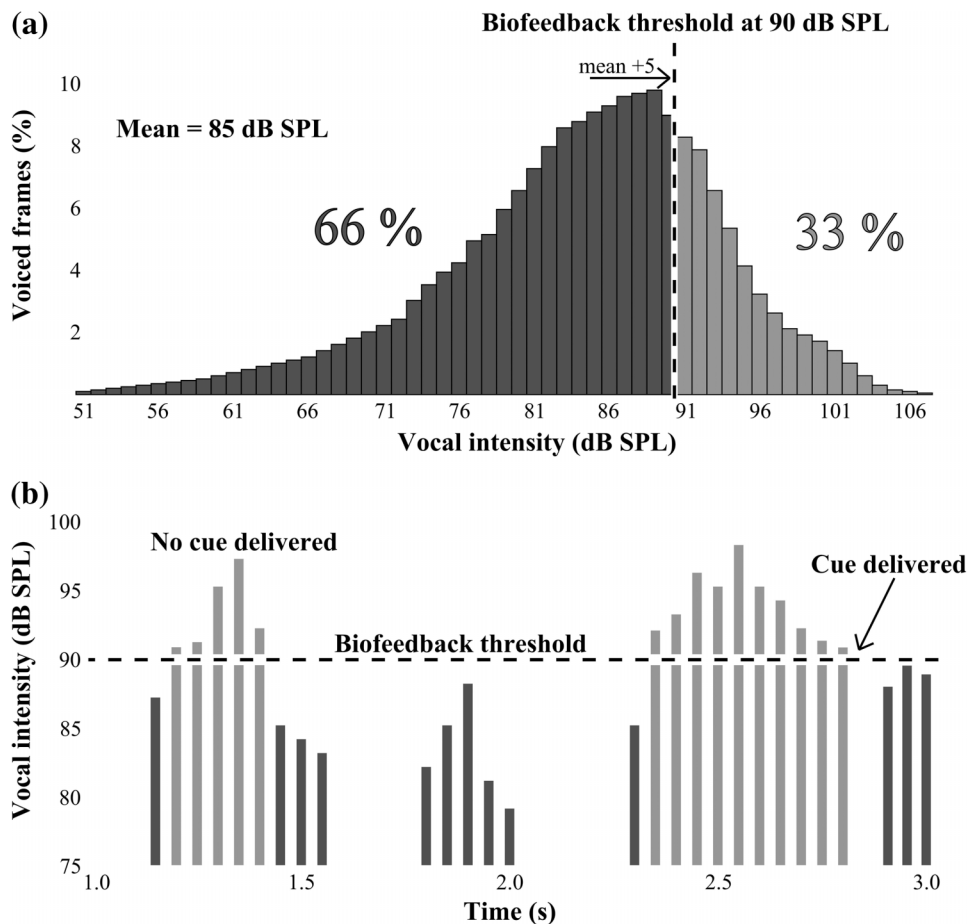 (a)
Biofeedback threshold at 90 dB SPL
mean +5
Mean = 85 dB SPL
66 %
33 %
Voiced frames (%)
10
8
6
4
2
51 56 61 66 71 76 81 86 91 96 101 106
Vocal intensity (dB SPL)
(b)
No cue delivered
Cue delivered
Biofeedback threshold
Vocal intensity (dB SPL)
100
95
90
85
80
75
1.0 1.5 2.0 2.5 3.0
Time (s)